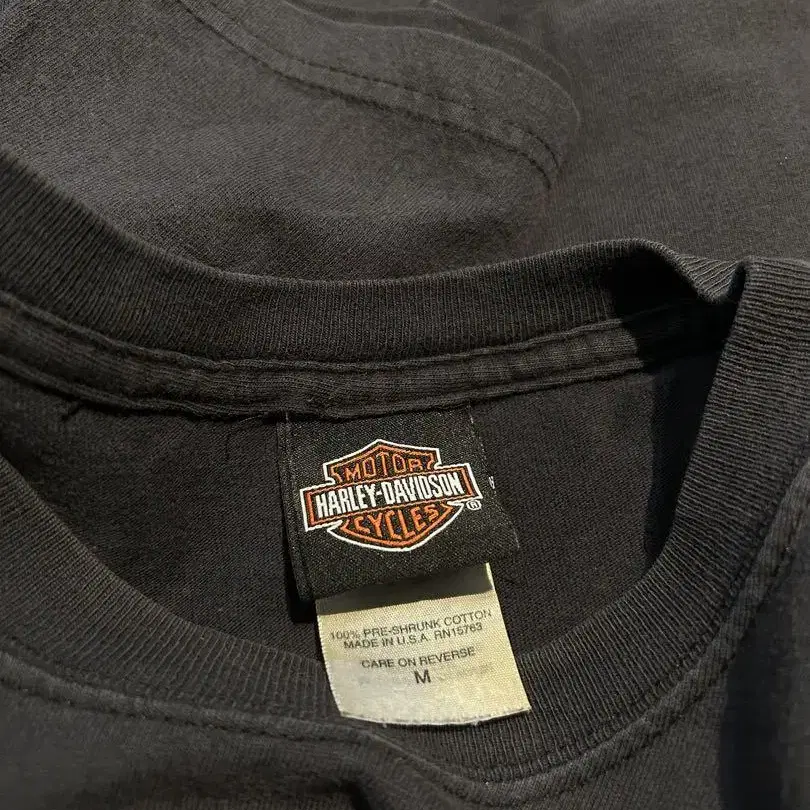 MOTOR
HARLEY-DAVIDSON
CYCLES
®
100% PRE-SHRUNK COTTON
MADE IN U.S.A. RN15763
CARE ON REVERSE
M